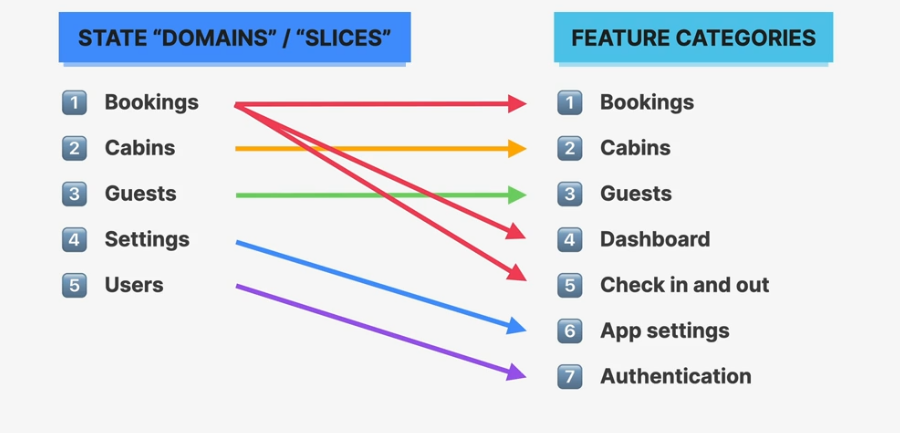 STATE “DOMAINS” / “SLICES”
1 Bookings
2 Cabins
3 Guests
4 Settings
5 Users
FEATURE CATEGORIES
1 Bookings
2 Cabins
3 Guests
4 Dashboard
5 Check in and out
6 App settings
7 Authentication